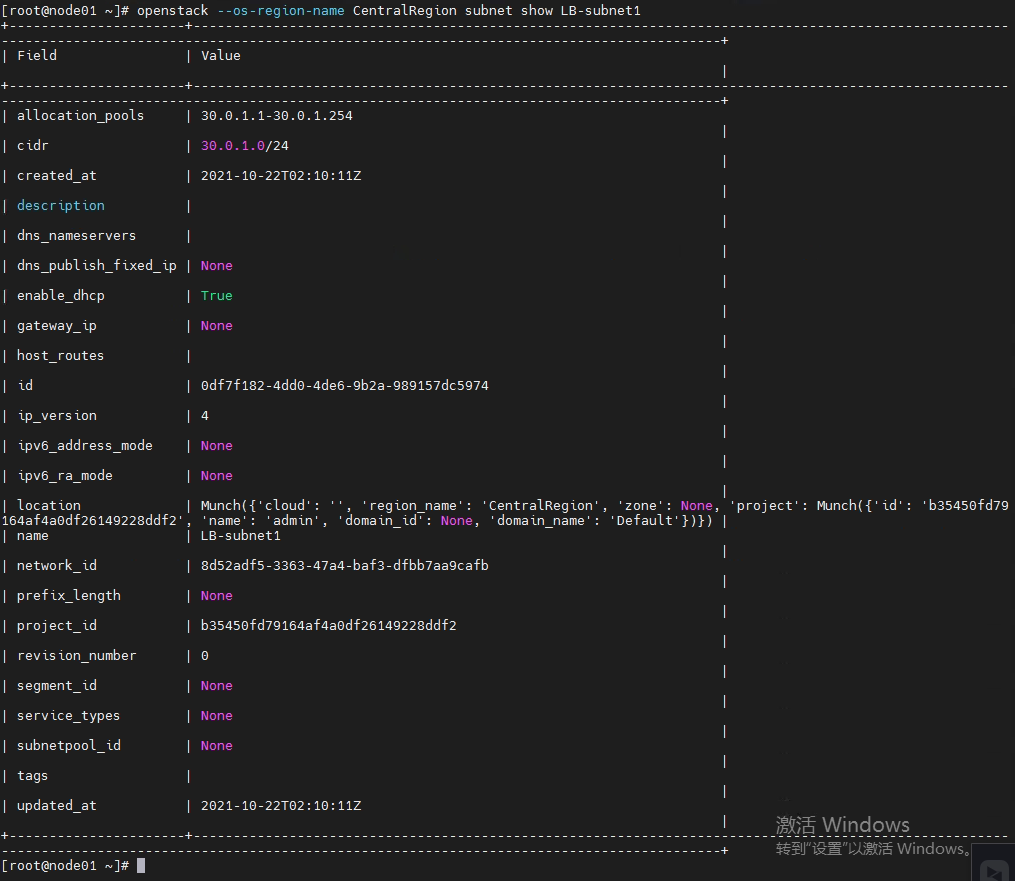 [root@node01 ~]# openstack --os-region-name CentralRegion subnet show LB-subnet1
+----------------------+------------------------------------------------------------------------------------------------------
------------------------------------------------------------------------------------------+
| Field                | Value
|
+----------------------+------------------------------------------------------------------------------------------------------
------------------------------------------------------------------------------------------+
| allocation_pools     | 30.0.1.1-30.0.1.254
|
| cidr                 | 30.0.1.0/24
|
| created_at           | 2021-10-22T02:10:11Z
|
| description          |
|
| dns_nameservers      |
|
| dns_publish_fixed_ip | None
|
| enable_dhcp          | True
|
| gateway_ip           | None
|
| host_routes          |
|
| id                   | 0df7f182-4dd0-4de6-9b2a-989157dc5974
|
| ip_version           | 4
|
| ipv6_address_mode    | None
|
| ipv6_ra_mode         | None
|
| location             | Munch({'cloud': '', 'region_name': 'CentralRegion', 'zone': None, 'project': Munch({'id': 'b35450fd79
164af4a0df26149228ddf2', 'name': 'admin', 'domain_id': None, 'domain_name': 'Default'})}) |
| name                 | LB-subnet1
|
| network_id           | 8d52adf5-3363-47a4-baf3-dfbb7aa9cafb
|
| prefix_length        | None
|
| project_id           | b35450fd79164af4a0df26149228ddf2
|
| revision_number      | 0
|
| segment_id           | None
|
| service_types        | None
|
| subnetpool_id        | None
|
| tags                 |
|
| updated_at           | 2021-10-22T02:10:11Z
|
+----------------------+------------------------------------------------------------------------------------------------------
------------------------------------------------------------------------------------------+
[root@node01 ~]#
激活 Windows
转到“设置”以激活 Windows。